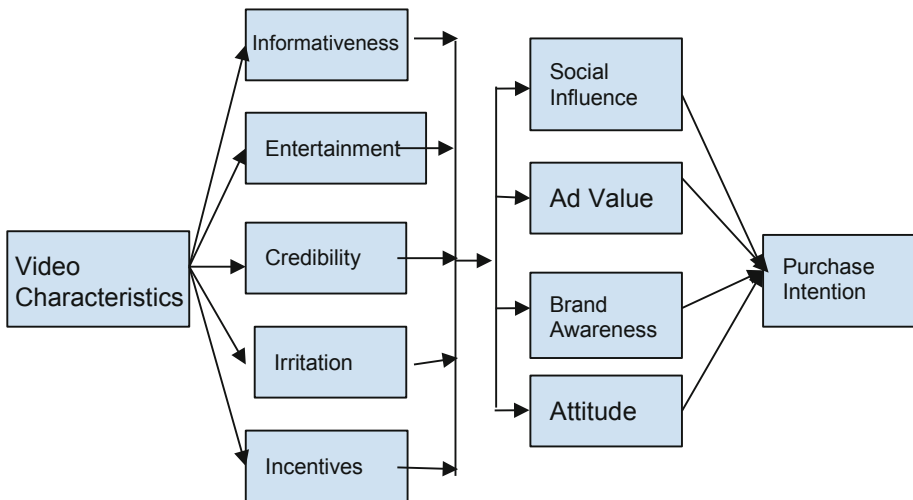 Informativeness
Entertainment
Credibility
Irritation
Incentives
Video
Characteristics
Social
Influence
Ad Value
Brand
Awareness
Attitude
Purchase
Intention